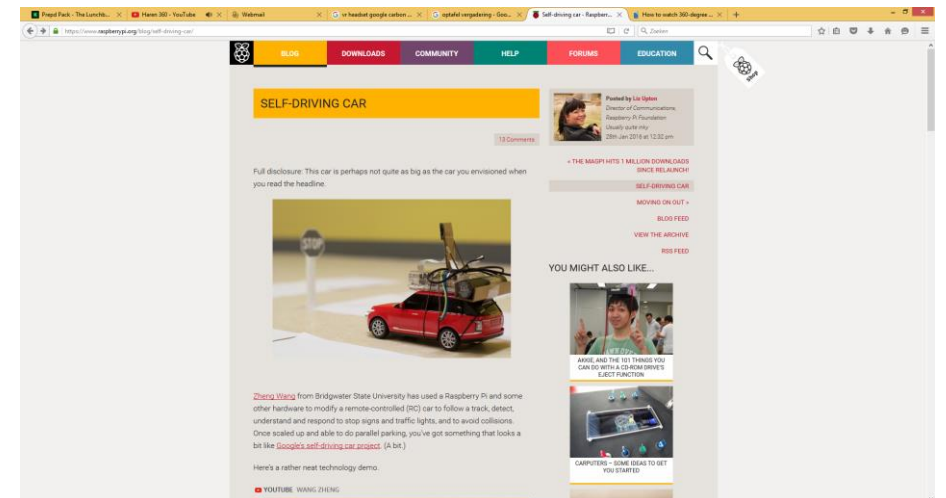 Prepd Pack - The Lunchb...
Haren 360 - YouTube
Webmail
vr headset google carbon ...
optafel vergadering - Goo...
Self-driving car - Raspberr...
How to watch 360-degree ...
https://www.raspberrypi.org/blog/self-driving-car/
Zoeken
BLOG
DOWNLOADS
COMMUNITY
HELP
FORUMS
EDUCATION
shop
SELF-DRIVING CAR
13 Comments
Full disclosure: This car is perhaps not quite as big as the car you envisioned when
you read the headline.
STOP
Zheng Wang from Bridgwater State University has used a Raspberry Pi and some
other hardware to modify a remote-controlled (RC) car to follow a track, detect,
understand and respond to stop signs and traffic lights, and to avoid collisions.
Once scaled up and able to do parallel parking, you've got something that looks a
bit like Google's self-driving car project. (A bit.)
Here's a rather neat technology demo.
YOUTUBE WANG ZHENG
Posted by Liz Upton
Director of Communications,
Raspberry Pi Foundation
Usually quite inky
28th Jan 2016 at 12:32 pm
« THE MAGPI HITS 1 MILLION DOWNLOADS
SINCE RELAUNCH!
SELF-DRIVING CAR
MOVING ON OUT »
BLOG FEED
VIEW THE ARCHIVE
RSS FEED
YOU MIGHT ALSO LIKE...
AKKIE, AND THE 101 THINGS YOU
CAN DO WITH A CD-ROM DRIVE'S
EJECT FUNCTION
CARPUTERS – SOME IDEAS TO GET
YOU STARTED